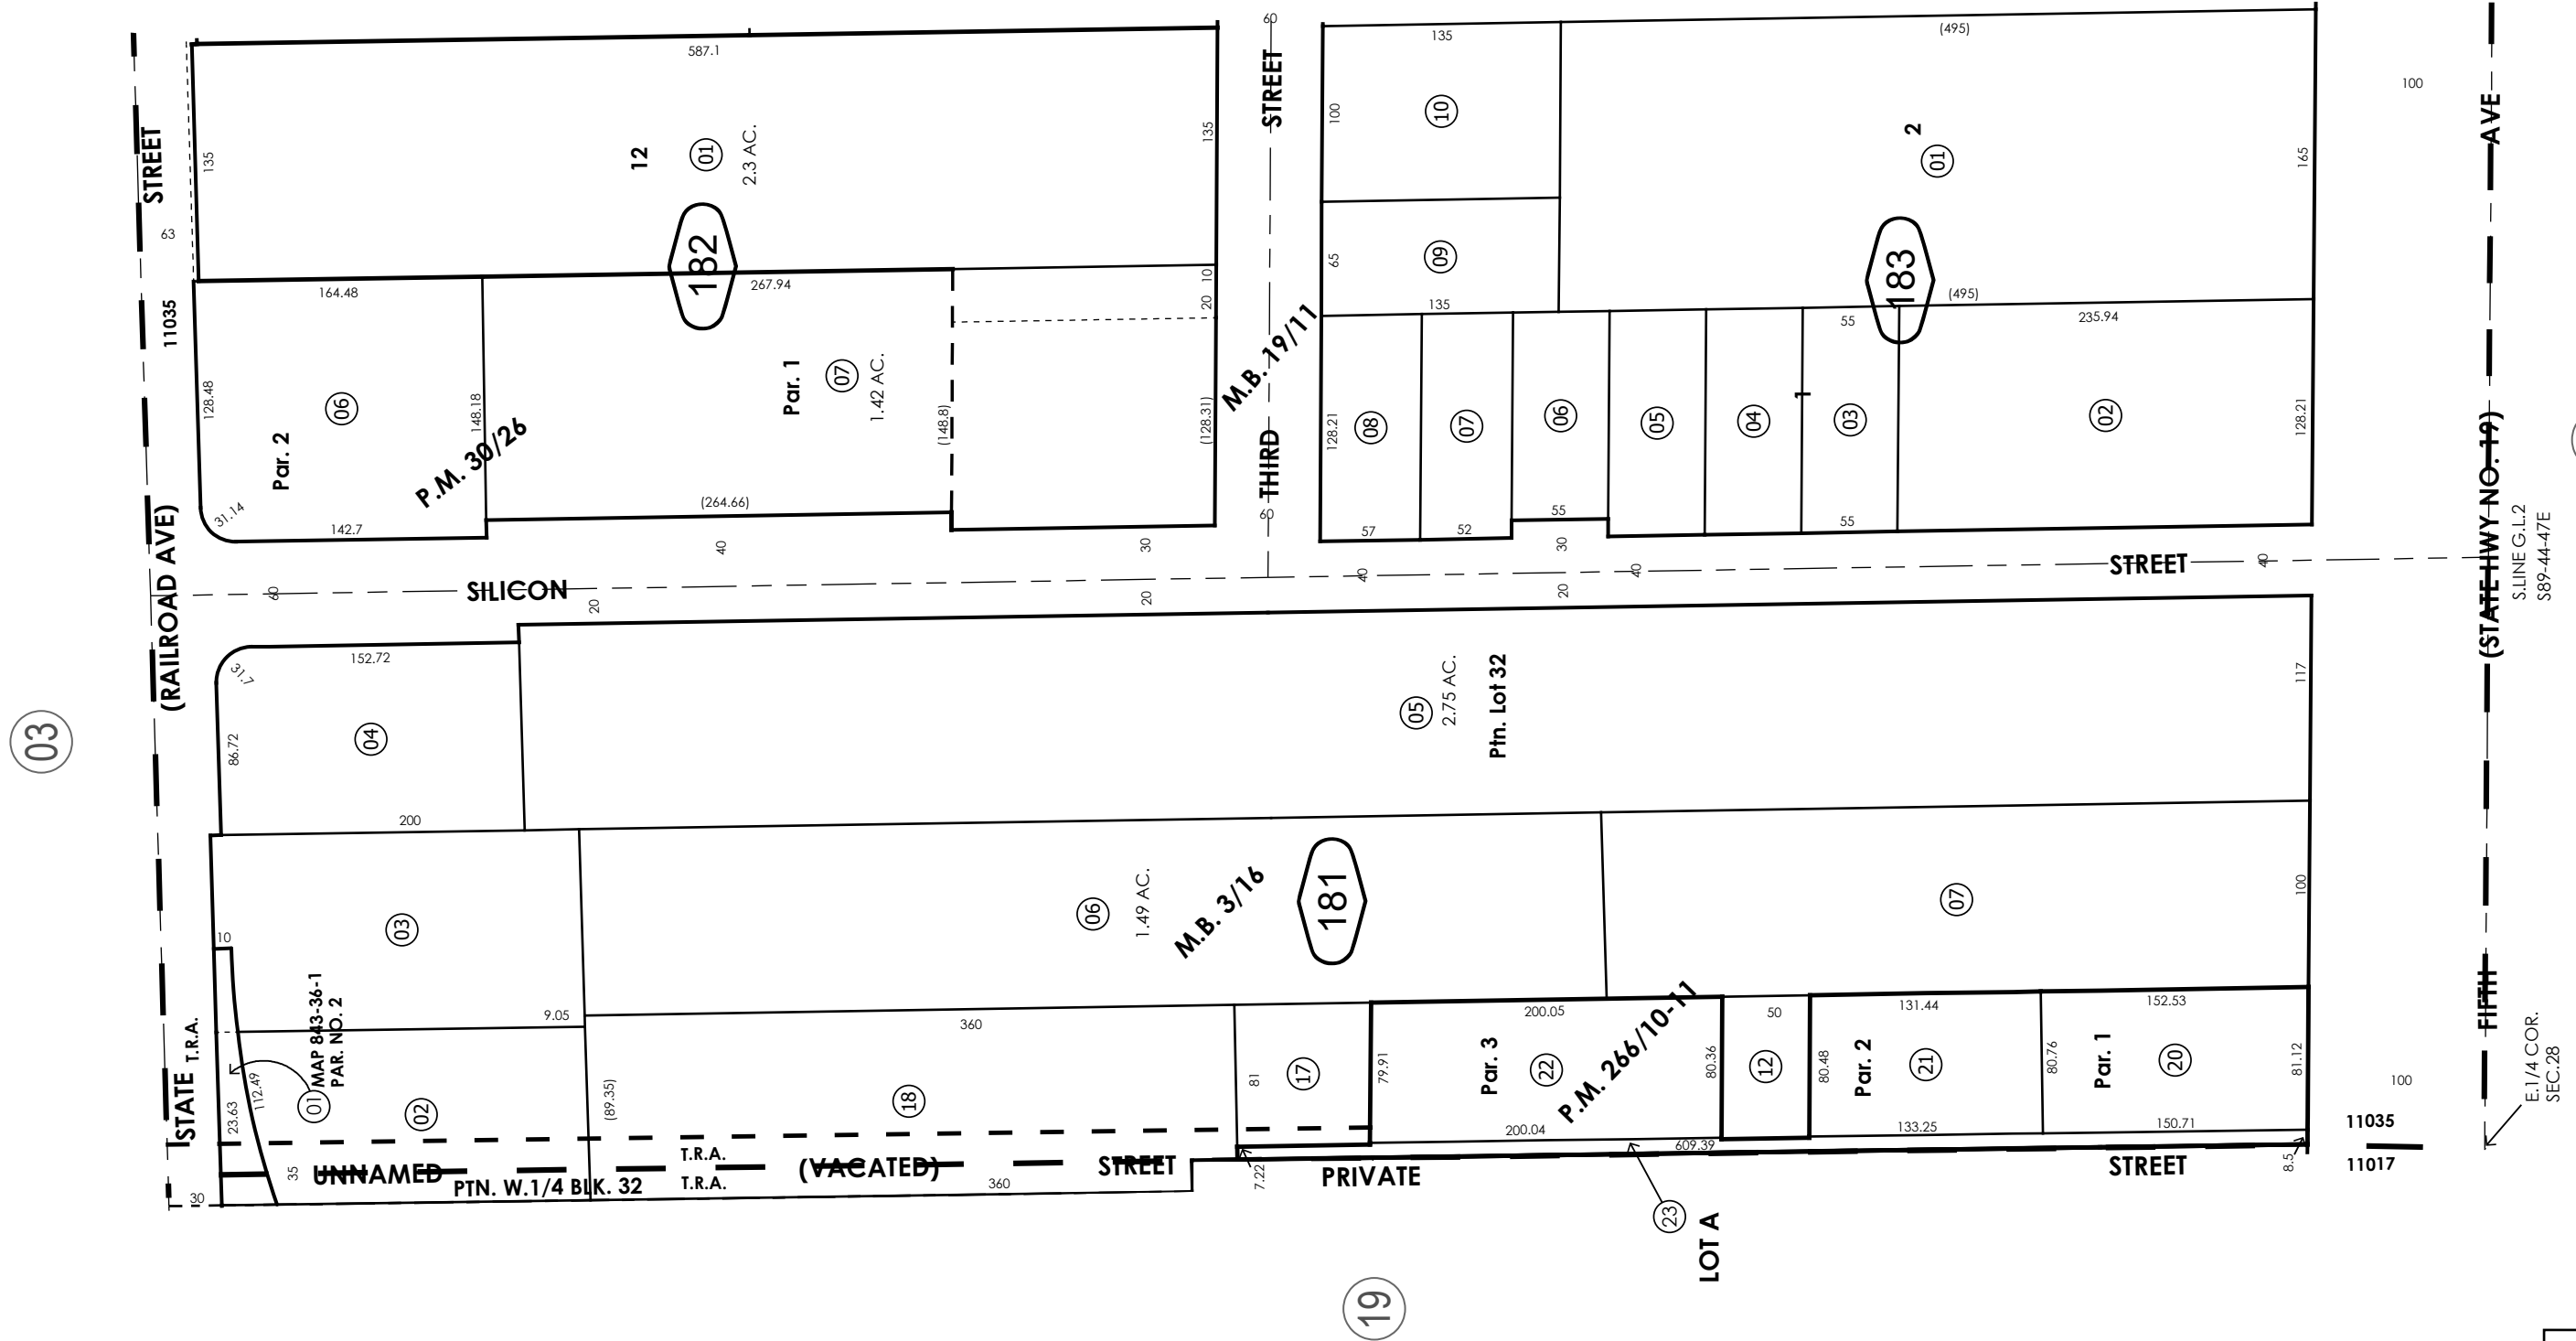 60
587.1
135
(495)
STREET
STREET
AVE
100
135
12
01
2.3 AC.
135
100
10
2
01
165
63
182
65
09
183
11035
164.48
267.94
10
20
135
(495)
55
235.94
M.B. 19/11
128.48
06
148.18
Par. 1
07
1.42 AC.
(148.8)
(128.31)
THIRD
128.21
08
07
06
05
04
1
03
02
128.21
Par. 2
P.M. 30/26
(STATE HWY NO. 19)
31.14
142.7
(264.66)
60
57
52
55
55
S.LINE G.L.2
S89-44-47E
(RAILROAD AVE)
40
30
30
60
SILICON
20
20
40
20
40
STREET
40
152.72
31.7
03
86.72
04
05
2.75 AC.
Ptn. Lot 32
117
200
03
06
1.49 AC.
M.B. 3/16
181
07
100
10
MAP 843-36-1
PAR. NO. 2
9.05
360
200.05
50
131.44
152.53
FIFTH
STATE
T.R.A.
01
23.63
112.49
02
(89.35)
18
81
17
79.91
Par. 3
22
P.M. 266/10-11
80.36
12
80.48
Par. 2
21
80.76
Par. 1
20
81.12
100
E.1/4 COR.
SEC.28
200.04
609.39
133.25
150.71
11035
11017
35
UNNAMED
T.R.A.
(VACATED)
STREET
PRIVATE
STREET
PTN. W.1/4 BLK. 32
T.R.A.
360
7.22
8.5
30
23
LOT A
19